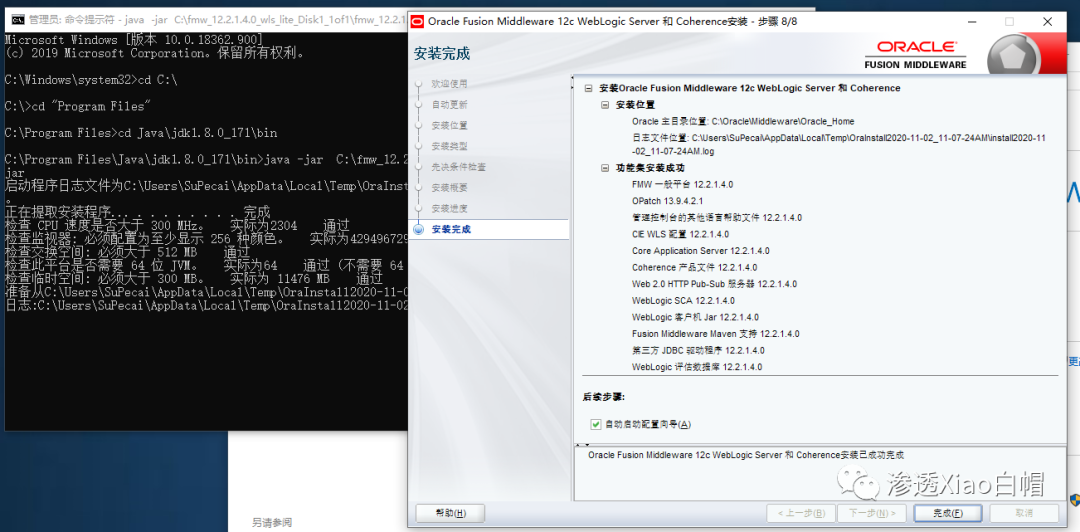 管理员: 命令提示符 - java -jar C:\fmw_12.2.1.4.0_wls_lite_Disk1_1of1\fmw_12.2.1
Microsoft Windows [版本 10.0.18362.900]
(c) 2019 Microsoft Corporation。保留所有权利。
C:\Windows\system32>cd C:\
C:\>cd "Program Files"
C:\Program Files>cd Java\jdk1.8.0_171\bin
C:\Program Files\Java\jdk1.8.0_171\bin>java -jar C:\fmw_12.2
jar
启动程序日志文件为C:\Users\SuPecai\AppData\Local\Temp\OraInst
。
正在提取安装程序... . . . . . . . . . 完成
检查 CPU 速度是否大于 300 MHz。 实际为2304 通过
检查监视器: 必须配置为至少显示 256 种颜色。 实际为429496729
检查交换空间: 必须大于 512 MB 通过
检查此平台是否需要 64 位 JVM。 实际为64 通过 (不需要 64
检查临时空间: 必须大于 300 MB。 实际为 11476 MB 通过
准备从C:\Users\SuPecai\AppData\Local\Temp\OraInstall2020-11-0
日志:C:\Users\SuPecai\AppData\Local\Temp\OraInstall2020-11-02
Oracle Fusion Middleware 12c WebLogic Server 和 Coherence安装 - 步骤 8/8
安装完成
ORACLE
FUSION MIDDLEWARE
欢迎使用
自动更新
安装位置
安装类型
先决条件检查
安装概要
安装进度
安装完成
安装Oracle Fusion Middleware 12c WebLogic Server 和 Coherence
安装位置
Oracle 主目录位置: C:\Oracle\Middleware\Oracle_Home
日志文件位置: C:\Users\SuPecai\AppData\Local\Temp\OraInstall2020-11-02_11-07-24AM\install2020-11
-02_11-07-24AM.log
功能集安装成功
FMW 一般平台 12.2.1.4.0
OPatch 13.9.4.2.1
管理控制台的其他语言帮助文件 12.2.1.4.0
CIE WLS 配置 12.2.1.4.0
Core Application Server 12.2.1.4.0
Coherence 产品文件 12.2.1.4.0
Web 2.0 HTTP Pub-Sub 服务器 12.2.1.4.0
WebLogic SCA 12.2.1.4.0
WebLogic 客户机 Jar 12.2.1.4.0
Fusion Middleware Maven 支持 12.2.1.4.0
第三方 JDBC 驱动程序 12.2.1.4.0
WebLogic 评估数据库 12.2.1.4.0
后续步骤:
自动启动配置向导(A)
Oracle Fusion Middleware 12c WebLogic Server 和 Coherence安装已成功完成
渗透Xiao白帽
帮助(H)
< 上一步(B)
下一步(N) >
完成(F)
取消
另请参阅